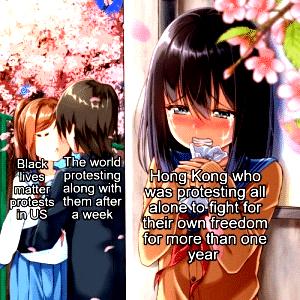 Black
lives
matter
protests
in US
The world
protesting
along with
them after
a week
Hong Kong who
was protesting all
alone to fight for
their own freedom
for more than one
year